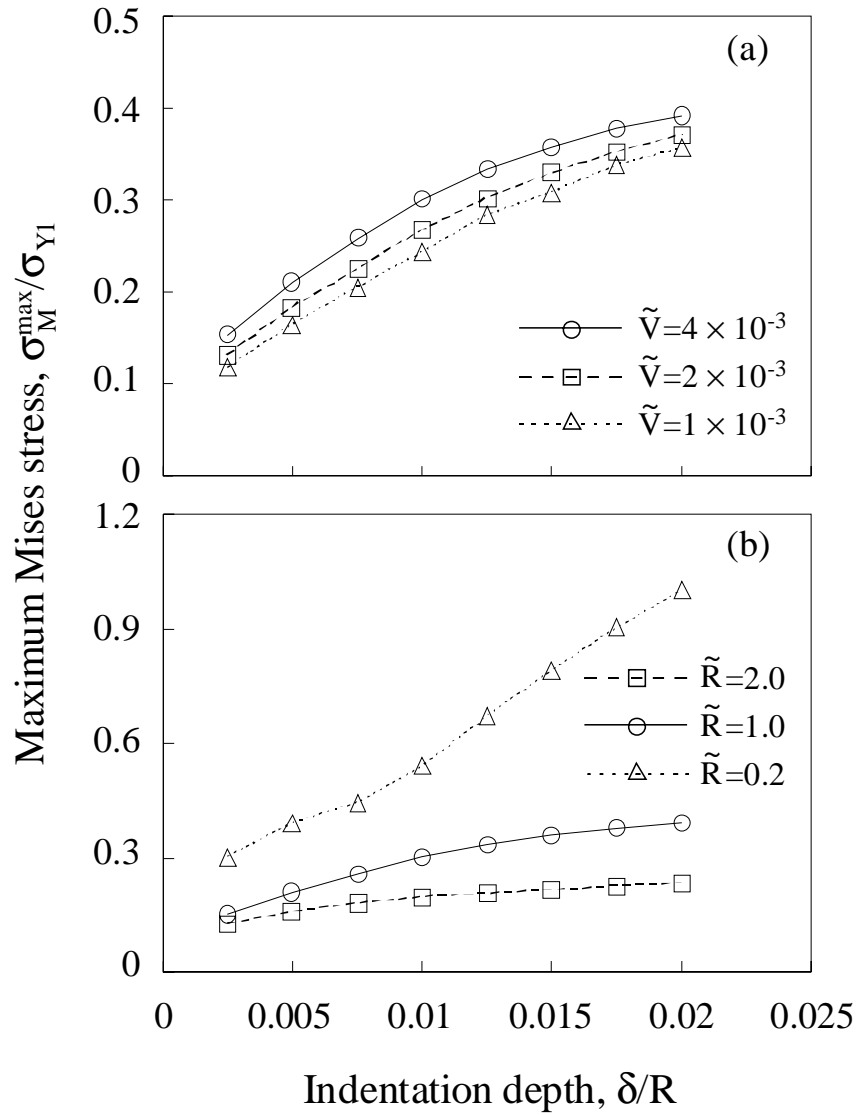 0.5
(a)
0.4
0.3
0.2
0.1
0
Ṽ=4 × 10⁻³
Ṽ=2 × 10⁻³
Ṽ=1 × 10⁻³
Maximum Mises stress, σ_M^max/σ_Y1
1.2
(b)
0.9
0.6
0.3
0
R̃=2.0
R̃=1.0
R̃=0.2
0 0.005 0.01 0.015 0.02 0.025
Indentation depth, δ/R